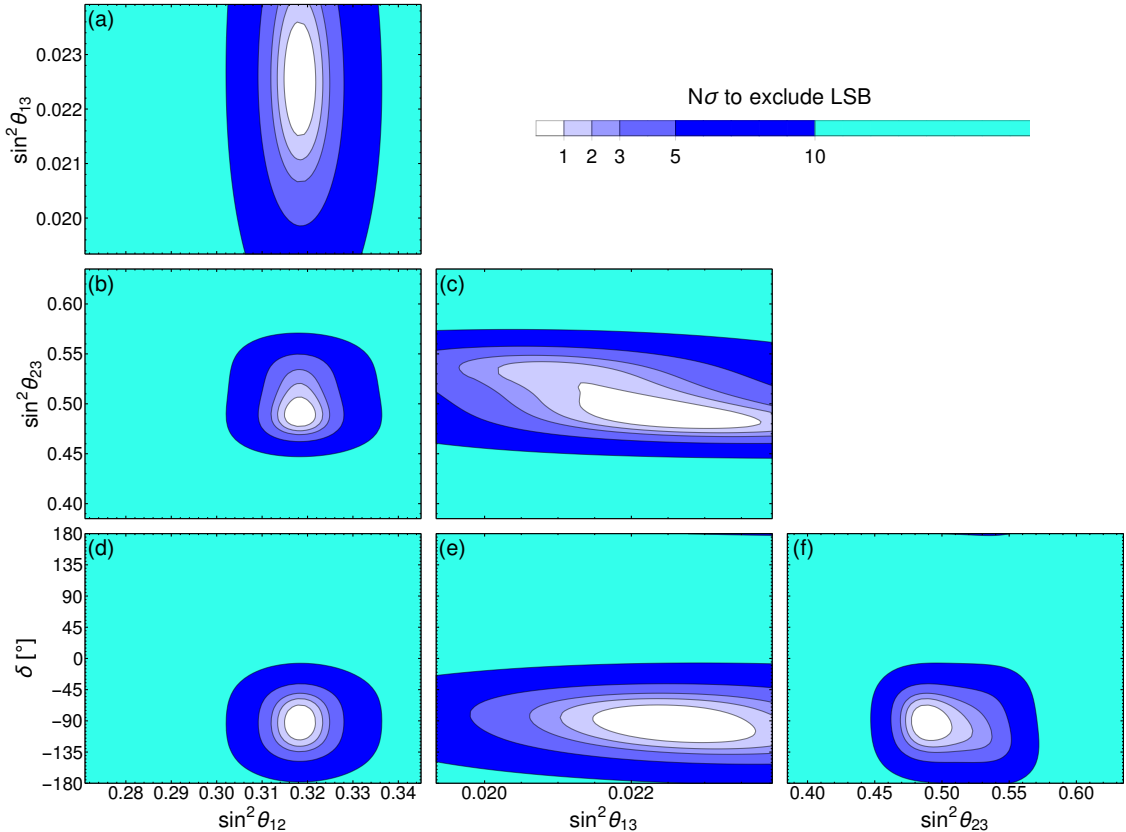 (a)
0.023
0.022
0.021
0.020
sin²θ₁₃
Nσ to exclude LSB
1 2 3 5 10
(b)
(c)
0.60
0.55
0.50
0.45
0.40
sin²θ₂₃
(d)
(e)
(f)
180
135
90
45
0
−45
−90
−135
−180
δ [°]
0.28 0.29 0.30 0.31 0.32 0.33 0.34
0.020 0.022
0.40 0.45 0.50 0.55 0.60
sin²θ₁₂
sin²θ₁₃
sin²θ₂₃